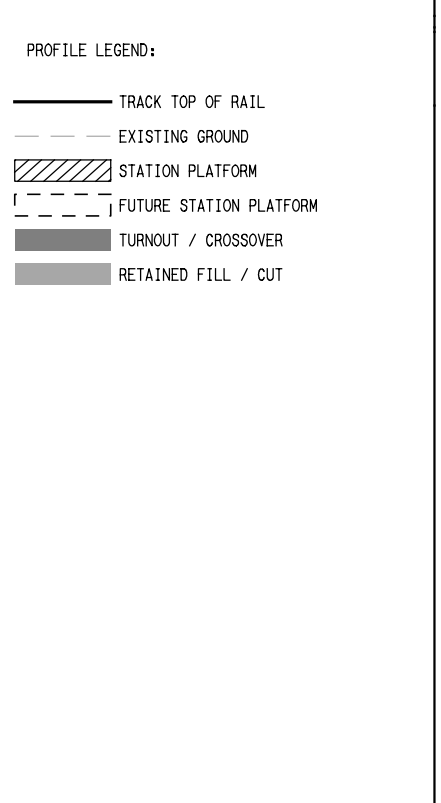 PROFILE LEGEND:
TRACK TOP OF RAIL
EXISTING GROUND
STATION PLATFORM
FUTURE STATION PLATFORM
TURNOUT / CROSSOVER
RETAINED FILL / CUT